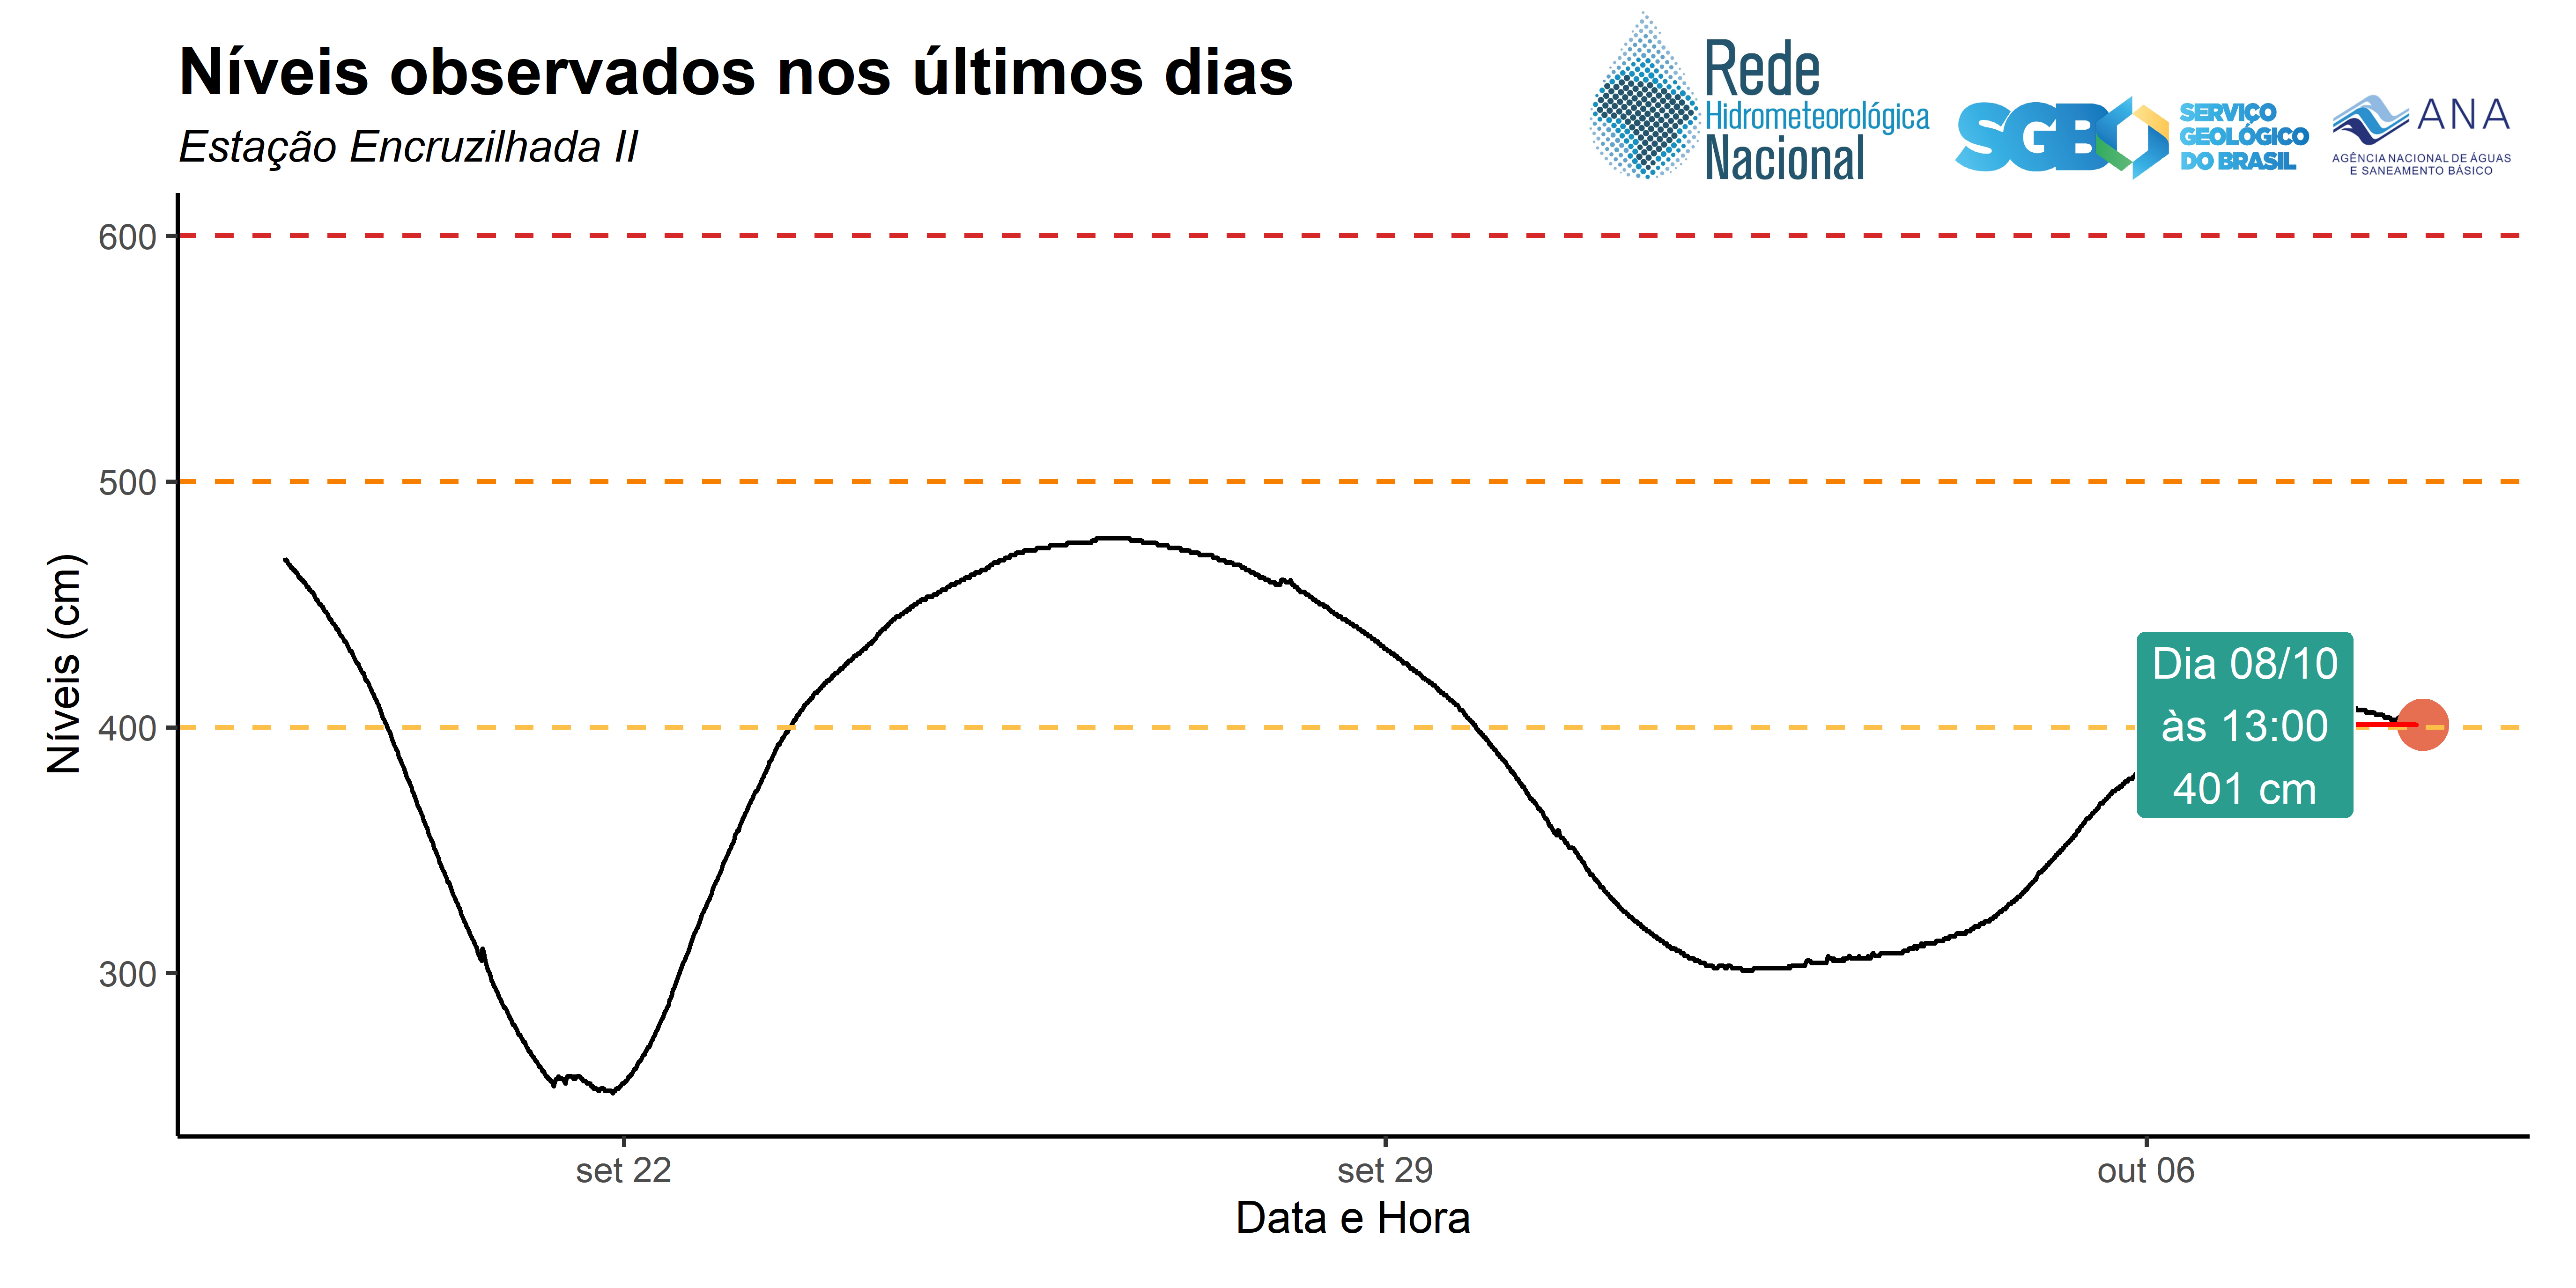 Níveis observados nos últimos dias
Estação Encruzilhada II
Rede
Hidrometeorológica
Nacional
SGB
SERVIÇO
GEOLÓGICO
DO BRASIL
ANA
AGÊNCIA NACIONAL DE ÁGUAS
E SANEAMENTO BÁSICO
Níveis (cm)
600
500
400
300
Dia 08/10
às 13:00
401 cm
set 22
set 29
out 06
Data e Hora